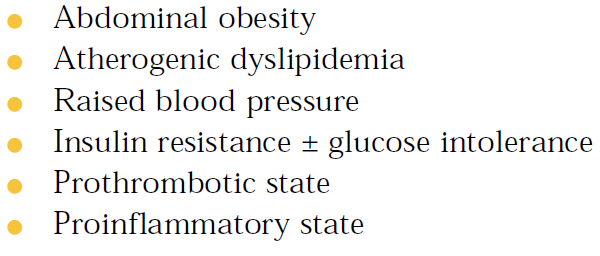 ● Abdominal obesity
● Atherogenic dyslipidemia
● Raised blood pressure
● Insulin resistance ± glucose intolerance
● Prothrombotic state
● Proinflammatory state